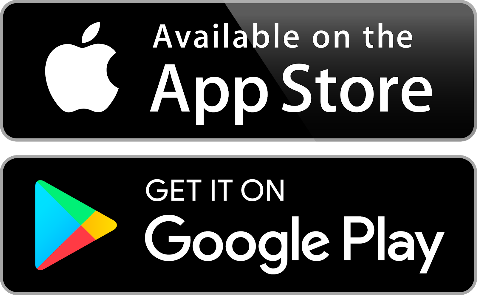 Available on the
App Store
GET IT ON
Google Play